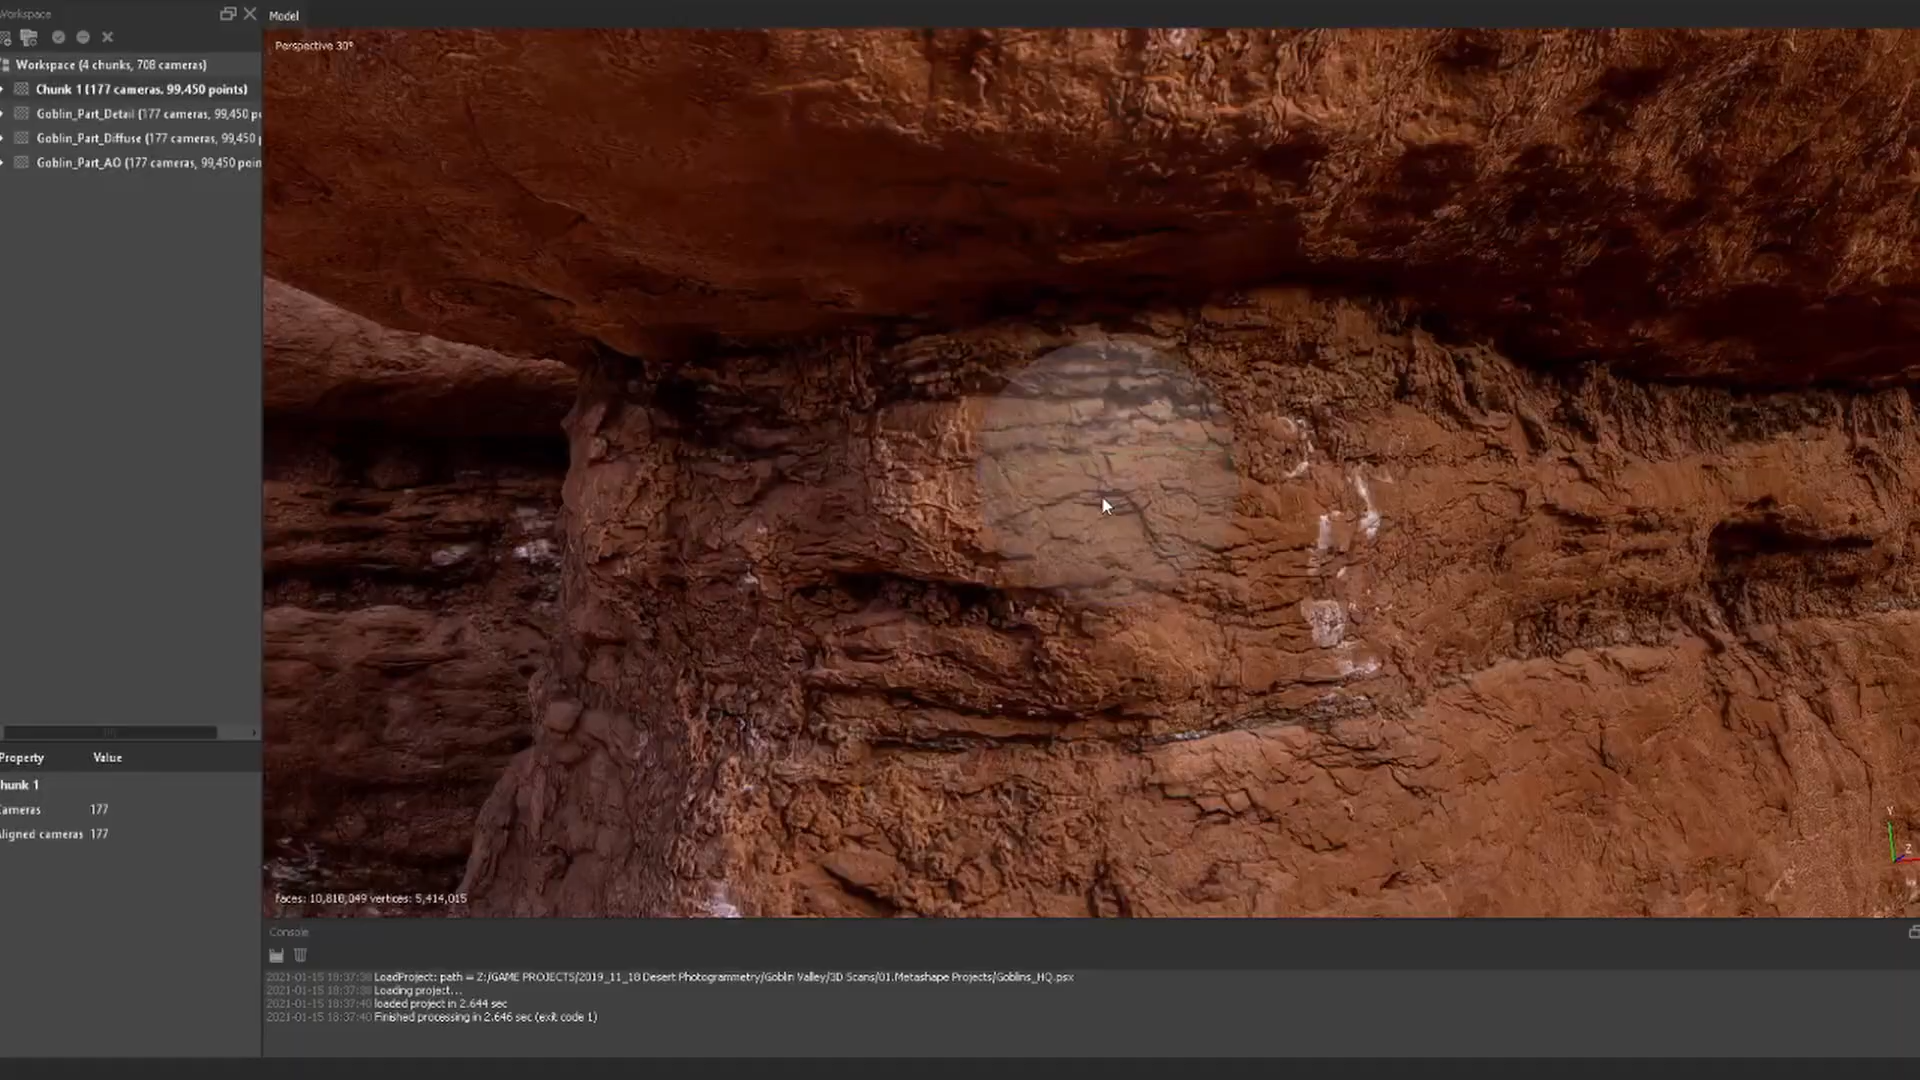 Workspace
Model
Perspective 30°
Workspace (4 chunks, 708 cameras)
Chunk 1 (177 cameras, 99,450 points)
Goblin_Part_Detail (177 cameras, 99,450 p
Goblin_Part_Diffuse (177 cameras, 99,450 p
Goblin_Part_AO (177 cameras, 99,450 poin
Property Value
hunk 1
ameras 177
ligned cameras 177
Y
Z
faces: 10,818,049 vertices: 5,414,015
Console
2021-01-15 18:37:38 LoadProject: path = Z:/GAME PROJECTS/2019_11_18 Desert Photogrammetry/Goblin Valley/3D Scans/01.Metashape Projects/Goblins_HQ.psx
2021-01-15 18:37:38 Loading project...
2021-01-15 18:37:40 loaded project in 2.644 sec
2021-01-15 18:37:40 Finished processing in 2.646 sec (exit code 1)